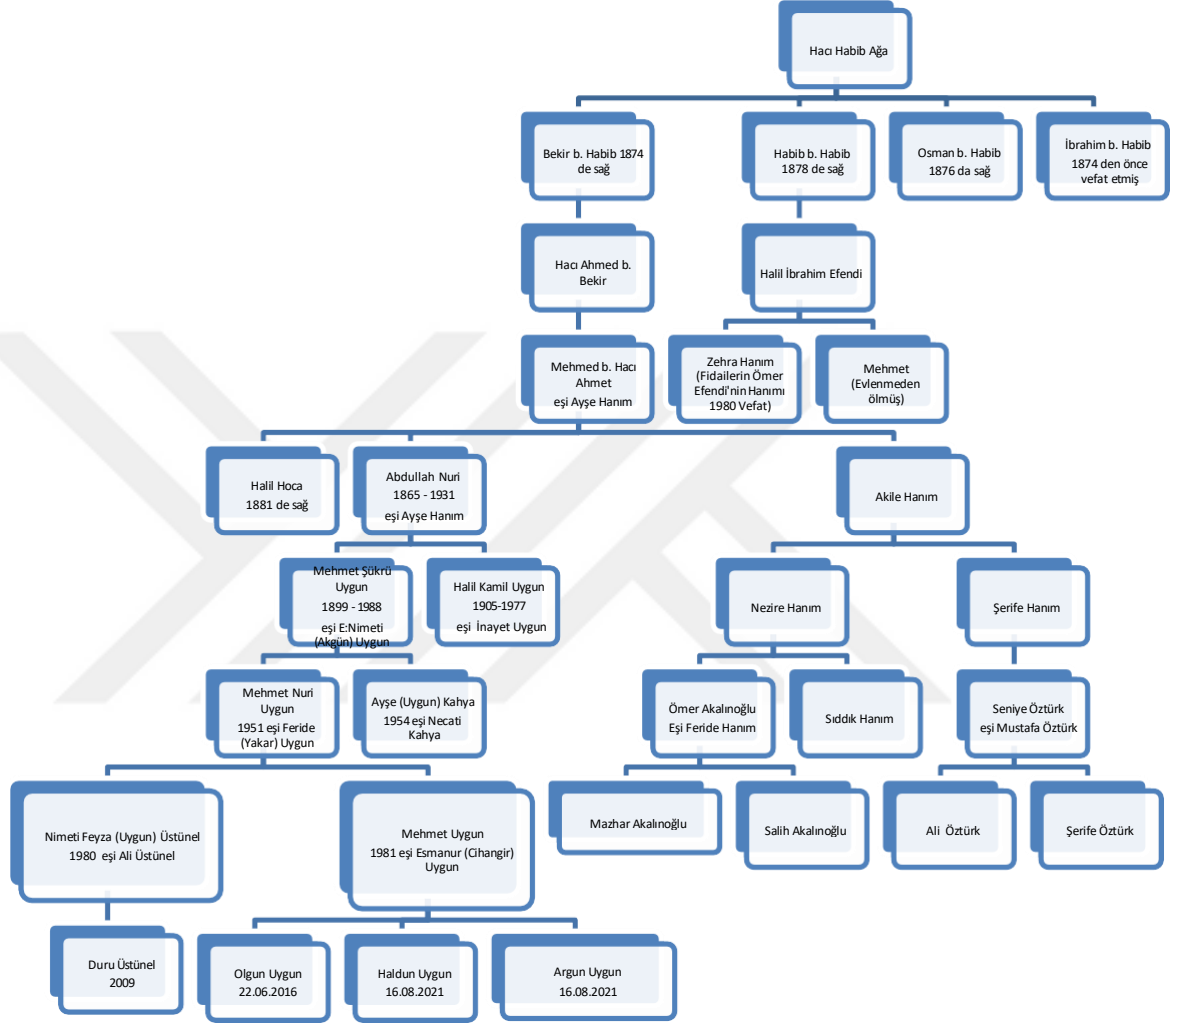 Hacı Habib Ağa
Bekir b. Habib 1874
de sağ
Habib b. Habib
1878 de sağ
Osman b. Habib
1876 da sağ
İbrahim b. Habib
1874 den önce
vefat etmiş
Hacı Ahmed b.
Bekir
Halil İbrahim Efendi
Mehmed b. Hacı
Ahmet
eşi Ayşe Hanım
Zehra Hanım
(Fidailerin Ömer
Efendi'nin Hanımı
1980 Vefat)
Mehmet
(Evlenmeden
ölmüş)
Halil Hoca
1881 de sağ
Abdullah Nuri
1865 - 1931
eşi Ayşe Hanım
Akile Hanım
Mehmet Şükrü
Uygun
1899 - 1988
eşi E:Nimeti
(Akgün) Uygun
Halil Kamil Uygun
1905-1977
eşi İnayet Uygun
Nezire Hanım
Şerife Hanım
Mehmet Nuri
Uygun
1951 eşi Feride
(Yakar) Uygun
Ayşe (Uygun) Kahya
1954 eşi Necati
Kahya
Ömer Akalınoğlu
Eşi Feride Hanım
Sıddık Hanım
Seniye Öztürk
eşi Mustafa Öztürk
Nimeti Feyza (Uygun) Üstünel
1980 eşi Ali Üstünel
Mehmet Uygun
1981 eşi Esmanur (Cihangir)
Uygun
Mazhar Akalınoğlu
Salih Akalınoğlu
Ali Öztürk
Şerife Öztürk
Duru Üstünel
2009
Olgun Uygun
22.06.2016
Haldun Uygun
16.08.2021
Argun Uygun
16.08.2021